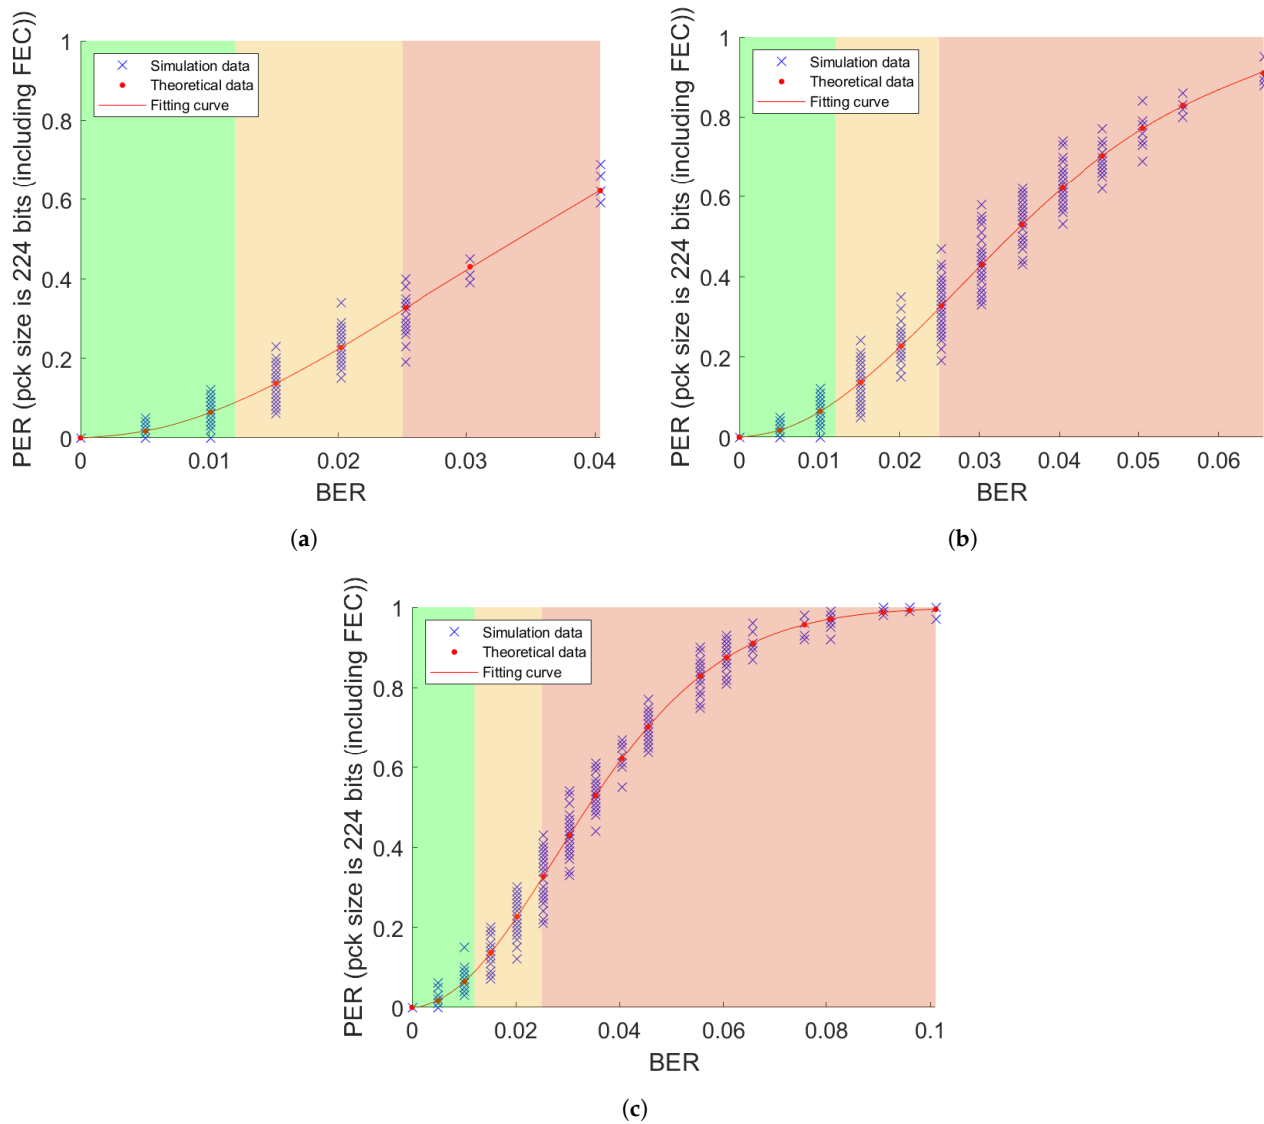 PER (pck size is 224 bits (including FEC))
1
0.8
0.6
0.4
0.2
0
Simulation data
Theoretical data
Fitting curve
0 0.01 0.02 0.03 0.04
BER
(a)
PER (pck size is 224 bits (including FEC))
1
0.8
0.6
0.4
0.2
0
Simulation data
Theoretical data
Fitting curve
0 0.01 0.02 0.03 0.04 0.05 0.06
BER
(b)
PER (pck size is 224 bits (including FEC))
1
0.8
0.6
0.4
0.2
0
Simulation data
Theoretical data
Fitting curve
0 0.02 0.04 0.06 0.08 0.1
BER
(c)